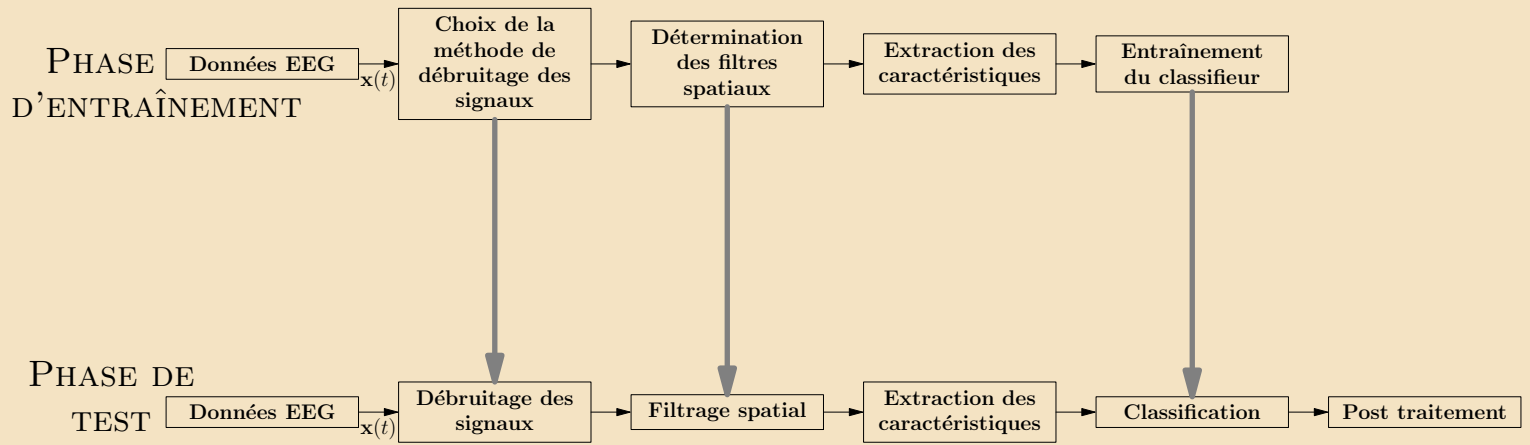 PHASE
D'ENTRAÎNEMENT
Données EEG
x(t)
Choix de la
méthode de
débruitage des
signaux
Détermination
des filtres
spatiaux
Extraction des
caractéristiques
Entraînement
du classifieur
PHASE DE
TEST
Données EEG
x(t)
Débruitage des
signaux
Filtrage spatial
Extraction des
caractéristiques
Classification
Post traitement